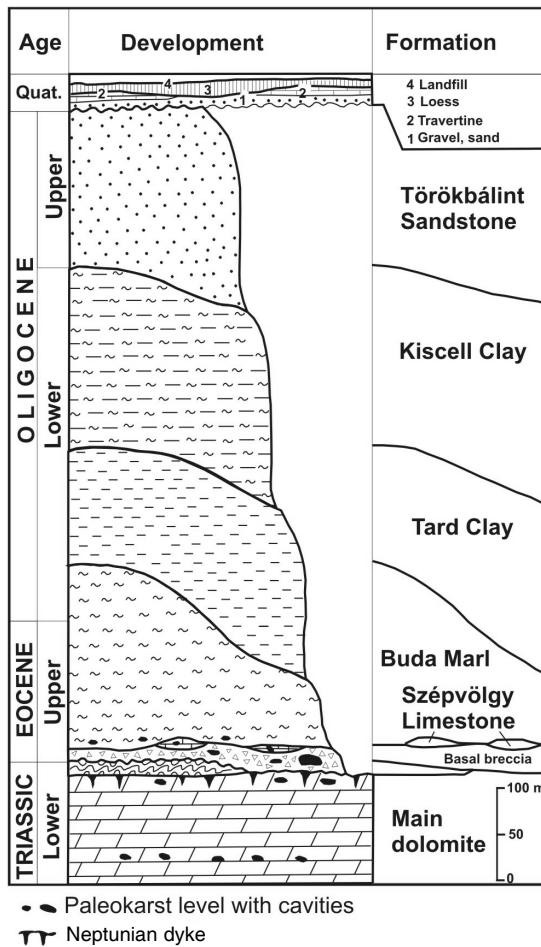 Age
Development
Formation
Quat.
4
2
3
2
1
4 Landfill
3 Loess
2 Travertine
1 Gravel, sand
OLIGOCENE
Upper
Törökbálint
Sandstone
Lower
Kiscell Clay
Tard Clay
EOCENE
Upper
Buda Marl
Szépvölgy
Limestone
Basal breccia
TRIASSIC
Lower
Main
dolomite
100 m
50
0
Paleokarst level with cavities
Neptunian dyke